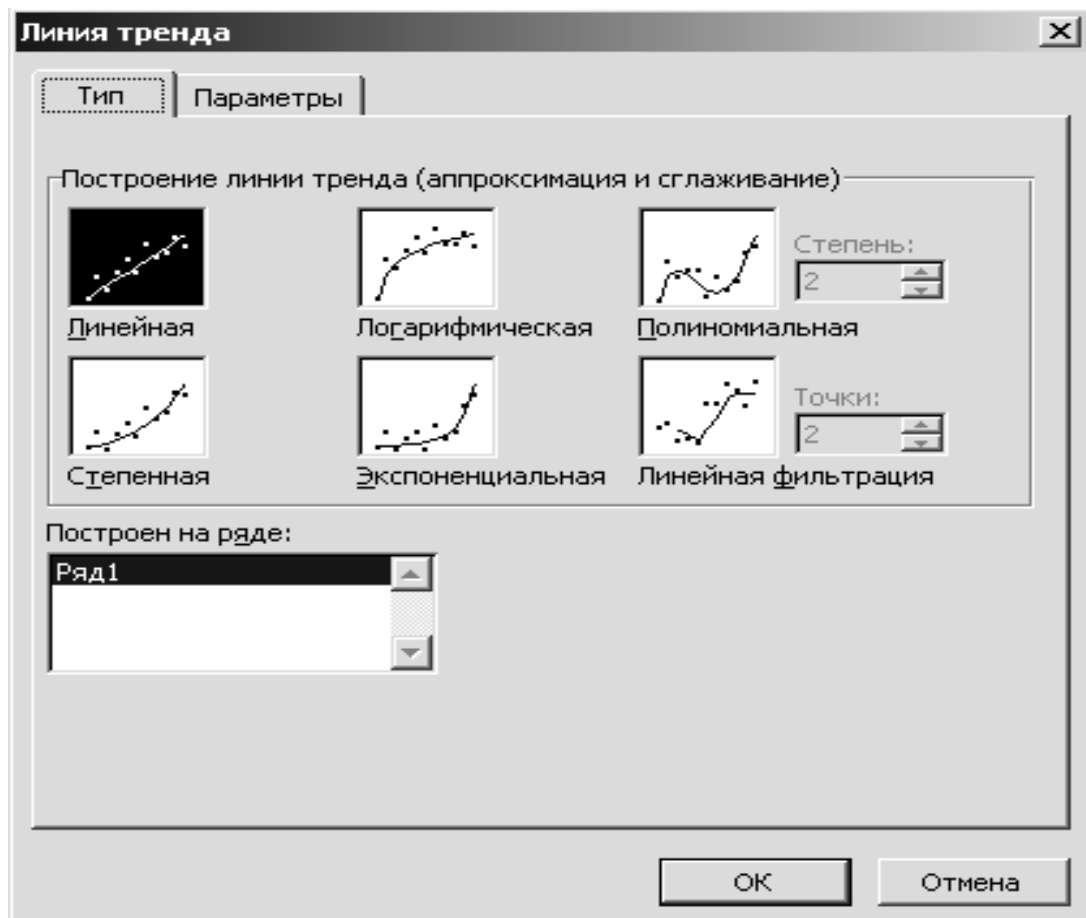 Линия тренда
Тип
Параметры
Построение линии тренда (аппроксимация и сглаживание)
Линейная
Логарифмическая
Полиномиальная
Степень:
2
Степенная
Экспоненциальная
Линейная фильтрация
Точки:
2
Построен на ряде:
Ряд1
ОК
Отмена